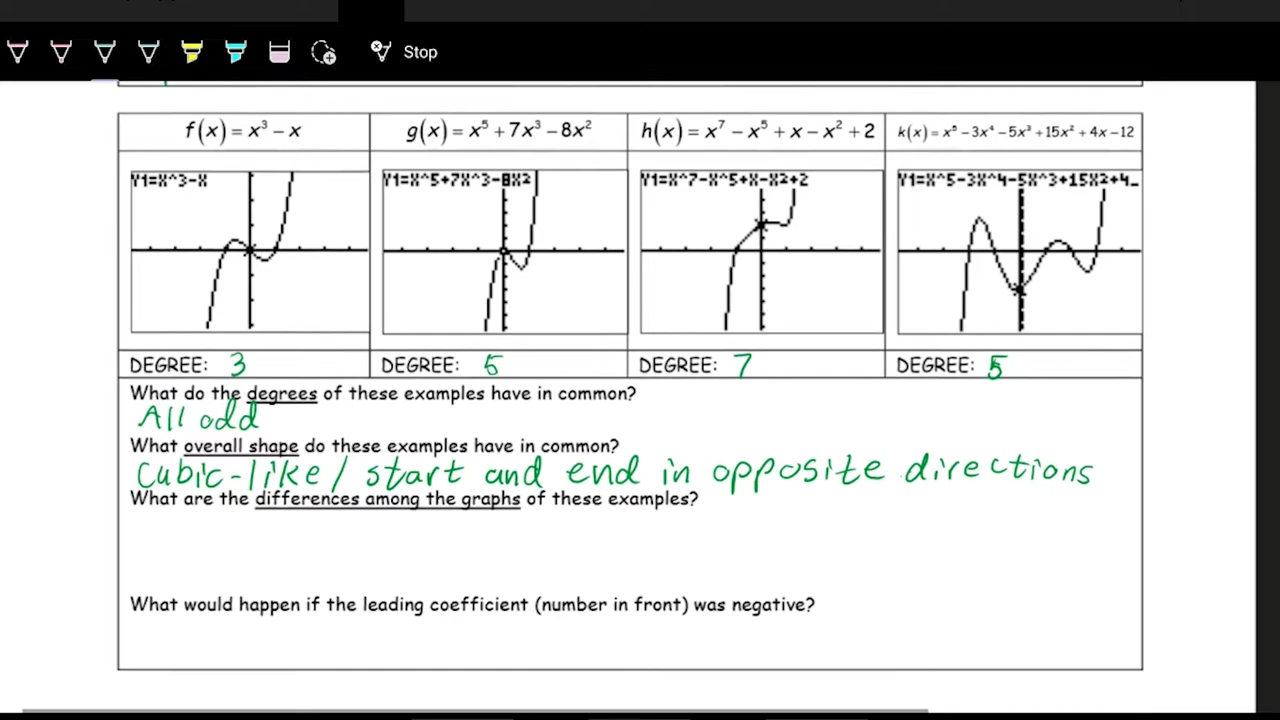 Stop
f(x) = x³ − x
g(x) = x⁵ + 7x³ − 8x²
h(x) = x⁷ − x⁵ + x − x² + 2
k(x) = x⁵ − 3x⁴ − 5x³ + 15x² + 4x − 12
Y1=X^3-X
Y1=X^5+7X^3-8X2
Y1=X^7-X^5+X-X2+2
Y1=X^5-3X^4-5X^3+15X2+4…
DEGREE: 3
DEGREE: 5
DEGREE: 7
DEGREE: 5
What do the degrees of these examples have in common?
All odd
What overall shape do these examples have in common?
Cubic-like / start and end in opposite directions
What are the differences among the graphs of these examples?
What would happen if the leading coefficient (number in front) was negative?